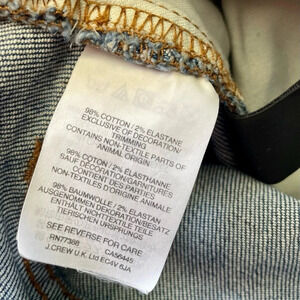 98% COTTON / 2% ELASTANE
EXCLUSIVE OF DECORATION/
TRIMMING
CONTAINS NON-TEXTILE PARTS OF
ANIMAL ORIGIN
98% COTON / 2% ELASTHANNE
SAUF DÉCORATION/GARNITURES
CONTIENT DES PARTIES
NON-TEXTILES D'ORIGINE ANIMALE
98% BAUMWOLLE / 2% ELASTAN
AUSGENOMMEN DEKORATION/BESATZ
ENTHÄLT NICHTTEXTILE TEILE
TIERISCHEN URSPRUNGS
SEE REVERSE FOR CARE
RN77388 CA56445
J.CREW U.K. Ltd EC4V 6JA